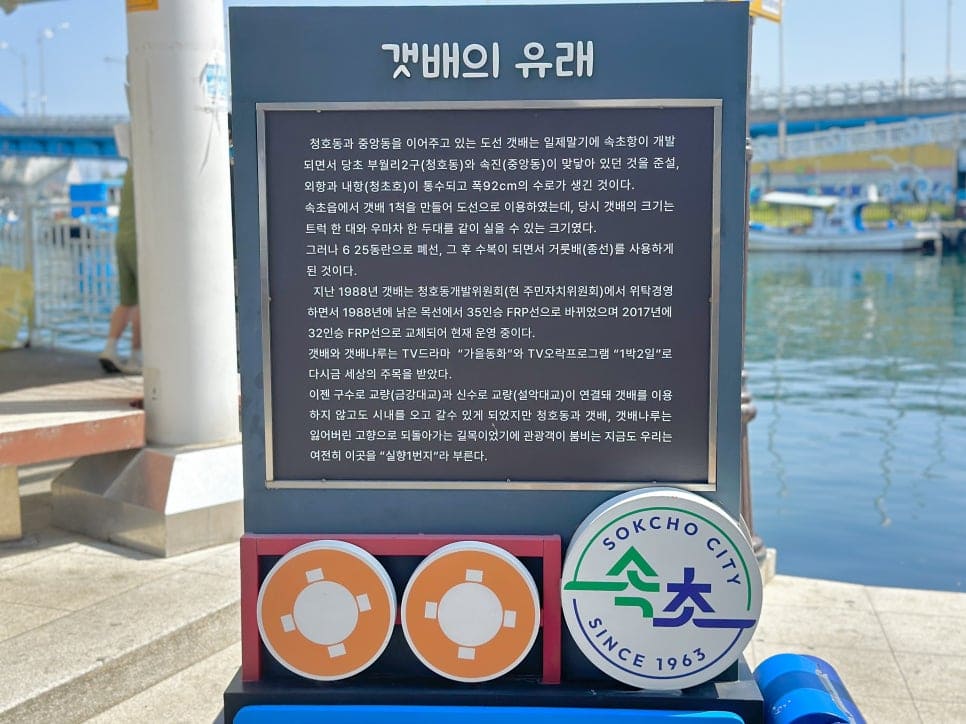 갯배의 유래
청호동과 중앙동을 이어주고 있는 도선 갯배는 일제말기에 속초항이 개발
되면서 당초 부월리2구(청호동)와 속진(중앙동)이 맞닿아 있던 것을 준설,
외항과 내항(청초호)이 통수되고 폭92cm의 수로가 생긴 것이다.
속초읍에서 갯배 1척을 만들어 도선으로 이용하였는데, 당시 갯배의 크기는
트럭 한 대와 우마차 한 두대를 같이 실을 수 있는 크기였다.
그러나 6 25동란으로 폐선, 그 후 수복이 되면서 거룻배(종선)를 사용하게
된 것이다.
지난 1988년 갯배는 청호동개발위원회(현 주민자치위원회)에서 위탁경영
하면서 1988년에 낡은 목선에서 35인승 FRP선으로 바뀌었으며 2017년에
32인승 FRP선으로 교체되어 현재 운영 중이다.
갯배와 갯배나루는 TV드라마 “가을동화”와 TV오락프로그램 “1박2일”로
다시금 세상의 주목을 받았다.
이젠 구수로 교량(금강대교)과 신수로 교량(설악대교)이 연결돼 갯배를 이용
하지 않고도 시내를 오고 갈수 있게 되었지만 청호동과 갯배, 갯배나루는
잃어버린 고향으로 되돌아가는 길목이었기에 관광객이 붐비는 지금도 우리는
여전히 이곳을 “실향1번지”라 부른다.
SOKCHO CITY
속초
SINCE 1963